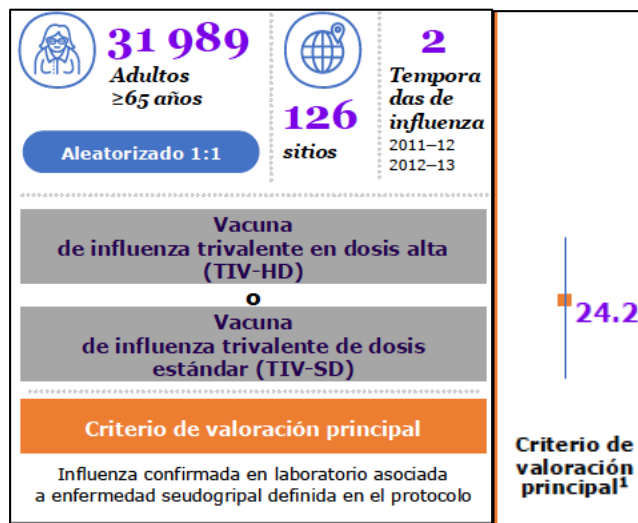 31 989
Adultos
≥65 años
Aleatorizado 1:1
126
sitios
2
Tempora
das de
influenza
2011–12
2012–13
Vacuna
de influenza trivalente en dosis alta
(TIV-HD)
o
Vacuna
de influenza trivalente de dosis
estándar (TIV-SD)
Criterio de valoración principal
Influenza confirmada en laboratorio asociada
a enfermedad seudogripal definida en el protocolo
24.2
Criterio de
valoración
principal¹